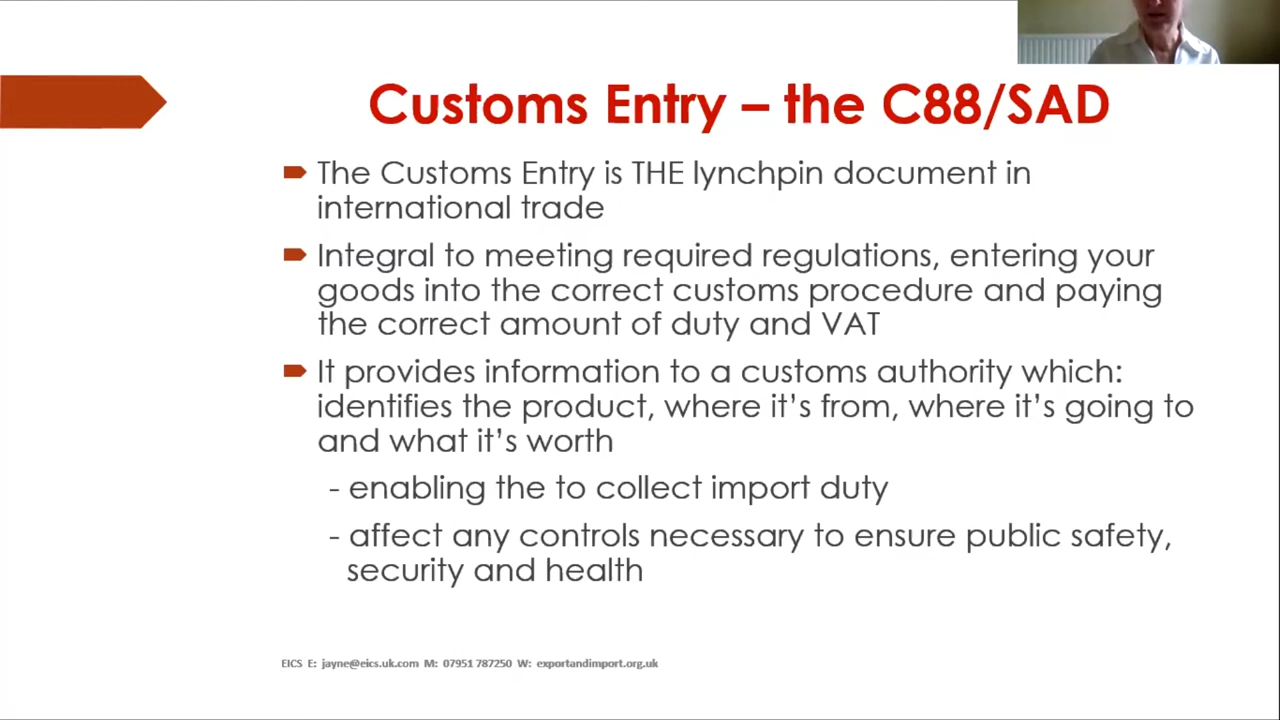 Customs Entry – the C88/SAD
The Customs Entry is THE lynchpin document in
international trade
Integral to meeting required regulations, entering your
goods into the correct customs procedure and paying
the correct amount of duty and VAT
It provides information to a customs authority which:
identifies the product, where it's from, where it's going to
and what it's worth
- enabling the to collect import duty
- affect any controls necessary to ensure public safety,
security and health
EICS E: jayne@eics.uk.com M: 07951 787250 W: exportandimport.org.uk